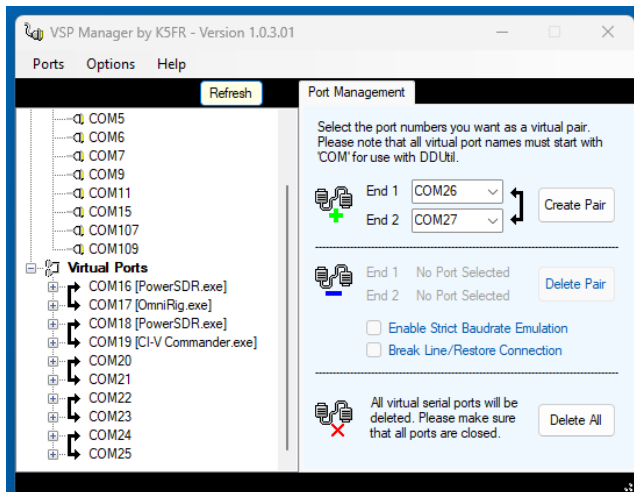 VSP Manager by K5FR - Version 1.0.3.01
Ports Options Help
Refresh
COM5
COM6
COM7
COM9
COM11
COM15
COM107
COM109
Virtual Ports
COM16 [PowerSDR.exe]
COM17 [OmniRig.exe]
COM18 [PowerSDR.exe]
COM19 [CI-V Commander.exe]
COM20
COM21
COM22
COM23
COM24
COM25
Port Management
Select the port numbers you want as a virtual pair.
Please note that all virtual port names must start with
'COM' for use with DDUtil.
End 1 COM26
End 2 COM27
Create Pair
End 1 No Port Selected
End 2 No Port Selected
Delete Pair
Enable Strict Baudrate Emulation
Break Line/Restore Connection
All virtual serial ports will be
deleted. Please make sure
that all ports are closed.
Delete All